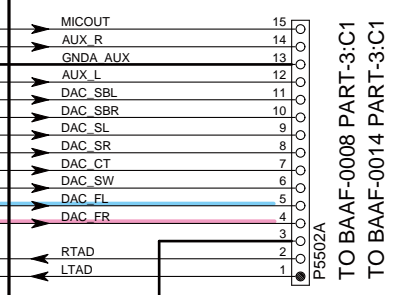 MICOUT 15
AUX_R 14
GNDA_AUX 13
AUX_L 12
DAC_SBL 11
DAC_SBR 10
DAC_SL 9
DAC_SR 8
DAC_CT 7
DAC_SW 6
DAC_FL 5
DAC_FR 4
3
RTAD 2
LTAD 1
P5502A
TO BAAF-0008 PART-3:C1
TO BAAF-0014 PART-3:C1